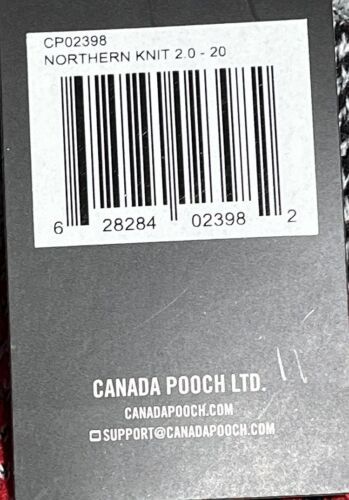 CP02398
NORTHERN KNIT 2.0 - 20
6 28284 02398 2
CANADA POOCH LTD.
CANADAPOOCH.COM
SUPPORT@CANADAPOOCH.COM